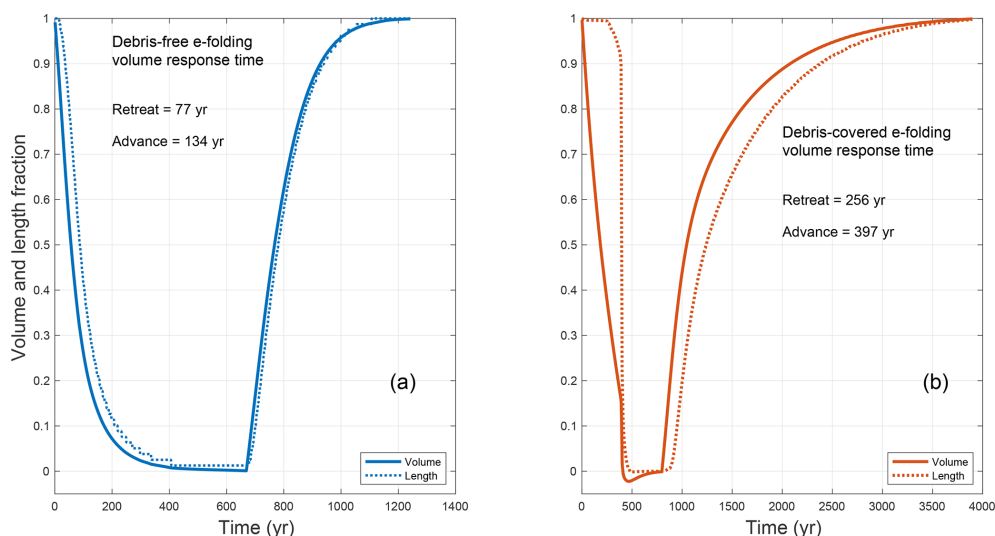 Debris-free e-folding
volume response time
Retreat = 77 yr
Advance = 134 yr
Volume and length fraction
1
0.9
0.8
0.7
0.6
0.5
0.4
0.3
0.2
0.1
0
(a)
Volume
Length
0 200 400 600 800 1000 1200 1400
Time (yr)
1
0.9
0.8
0.7
0.6
0.5
0.4
0.3
0.2
0.1
0
Debris-covered e-folding
volume response time
Retreat = 256 yr
Advance = 397 yr
(b)
Volume
Length
0 500 1000 1500 2000 2500 3000 3500 4000
Time (yr)